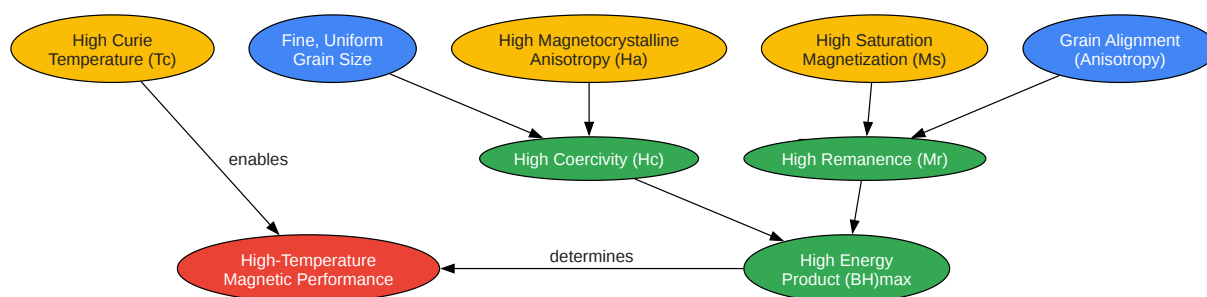 High Curie
Temperature (Tc)
Fine, Uniform
Grain Size
High Magnetocrystalline
Anisotropy (Ha)
High Saturation
Magnetization (Ms)
Grain Alignment
(Anisotropy)
enables
High Coercivity (Hc)
High Remanence (Mr)
High-Temperature
Magnetic Performance
determines
High Energy
Product (BH)max